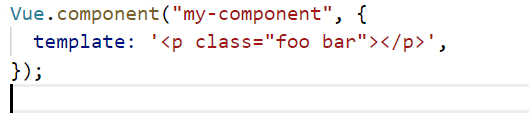 Vue.component("my-component", {
  template: '<p class="foo bar"></p>',
});